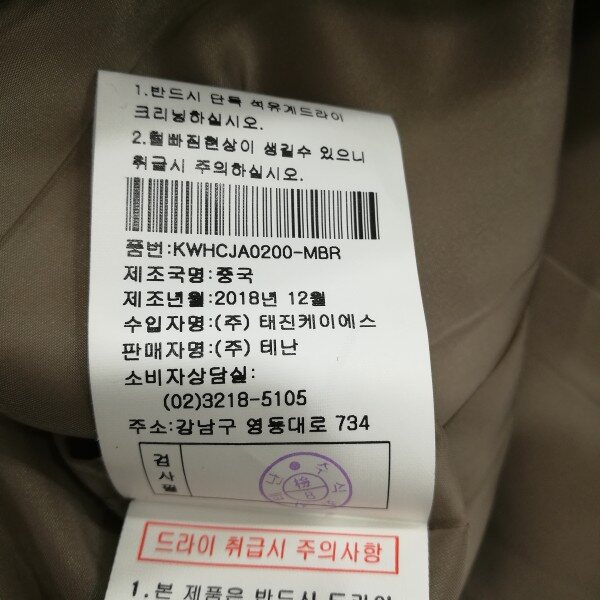 1.반드시 단독 석유계드라이
크리닝하십시오.
2.털빠짐현상이 생길수 있으니
취급시 주의하십시오.
품번:KWHCJA0200-MBR
제조국명:중국
제조년월:2018년 12월
수입자명:(주) 태진케이에스
판매자명:(주) 테난
소비자상담실:
(02)3218-5105
주소:강남구 영동대로 734
검사필
드라이 취급시 주의사항
1.본 제품은 반드시 드라이